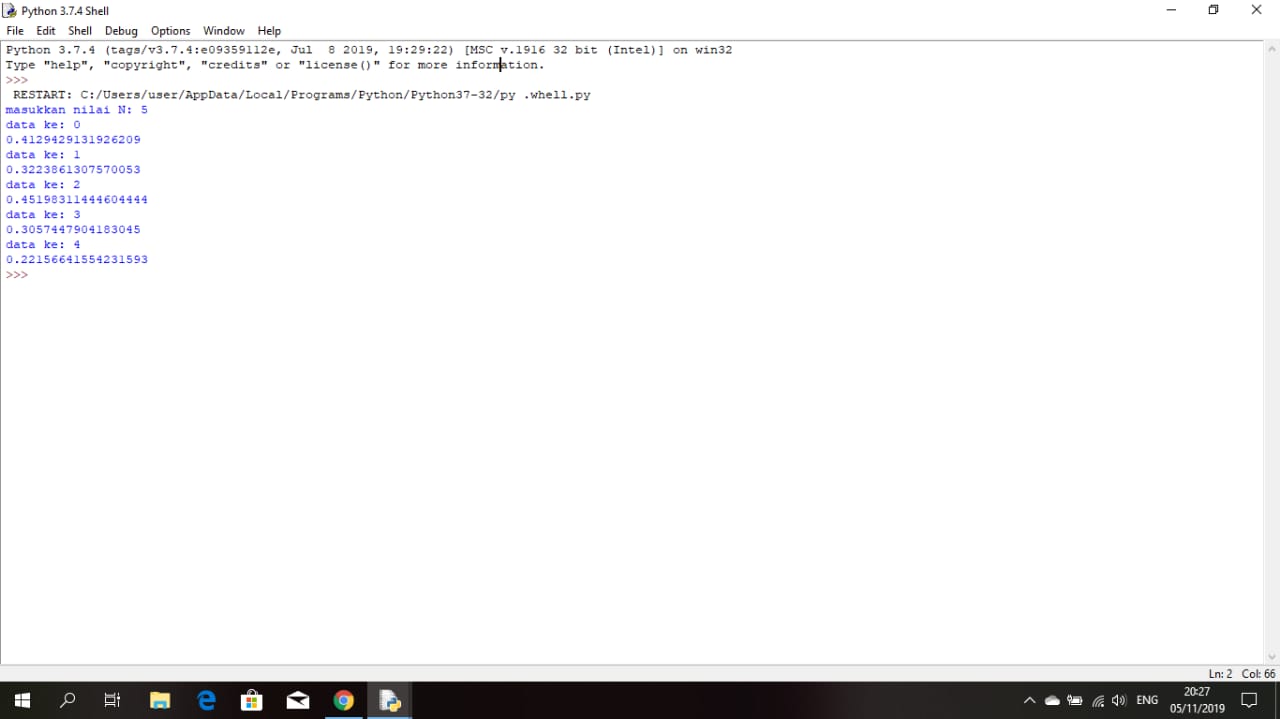 Python 3.7.4 Shell
File Edit Shell Debug Options Window Help
Python 3.7.4 (tags/v3.7.4:e09359112e, Jul  8 2019, 19:29:22) [MSC v.1916 32 bit (Intel)] on win32
Type "help", "copyright", "credits" or "license()" for more information.
>>>
 RESTART: C:/Users/user/AppData/Local/Programs/Python/Python37-32/py .whell.py
masukkan nilai N: 5
data ke: 0
0.4129429131926209
data ke: 1
0.3223861307570053
data ke: 2
0.45198311444604444
data ke: 3
0.3057447904183045
data ke: 4
0.22156641554231593
>>>
Ln: 2 Col: 66
ENG
20:27
05/11/2019